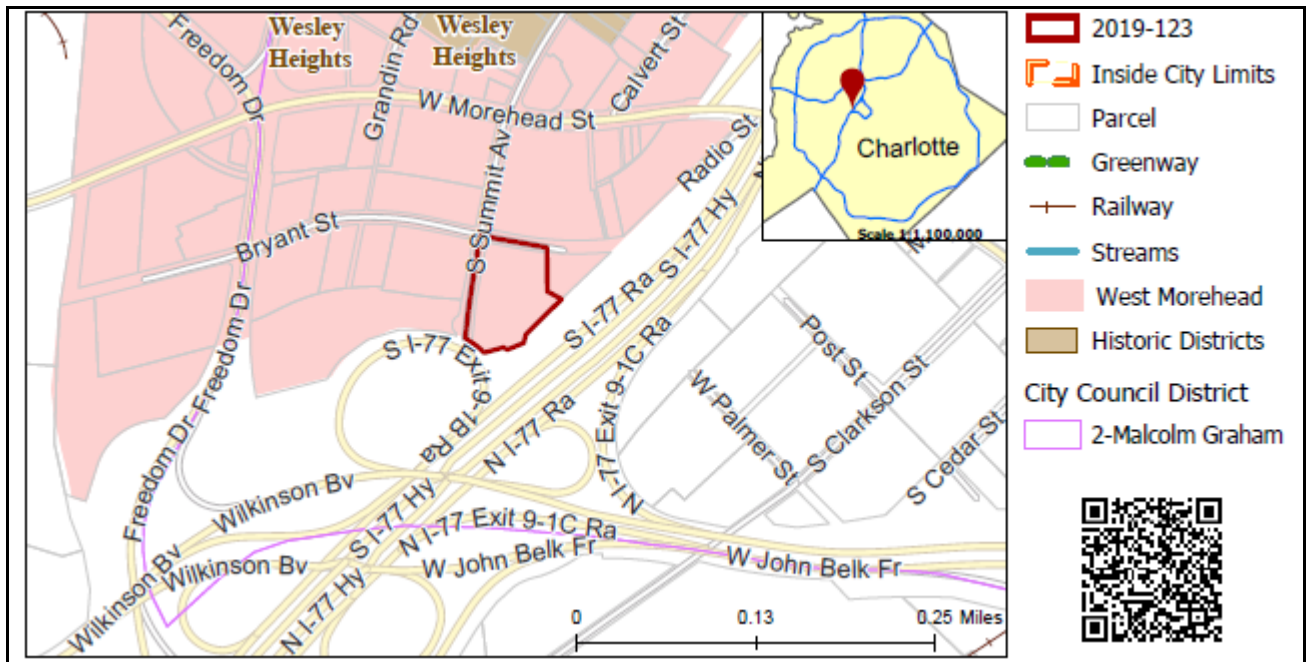 Wesley
Heights
Wesley
Heights
Freedom Dr
Grandin Rd
Calvert St
W Morehead St
S Summit Av
Radio St
S I-77 Hy
Bryant St
S I-77 Ra
Freedom Dr
S I-77 Exit 9-1B Ra
N I-77 Ra
N I-77 Exit 9-1C Ra
Post St
W Palmer St
S Clarkson St
S Cedar St
Freedom Dr
Wilkinson Bv
S I-77 Hy
N I-77 Exit 9-1C Ra
W John Belk Fr
W John Belk Fr
Wilkinson Bv
Wilkinson Bv
N I-77 Hy
0 0.13 0.25 Miles
Charlotte
Scale 1:1,100,000
2019-123
Inside City Limits
Parcel
Greenway
Railway
Streams
West Morehead
Historic Districts
City Council District
2-Malcolm Graham